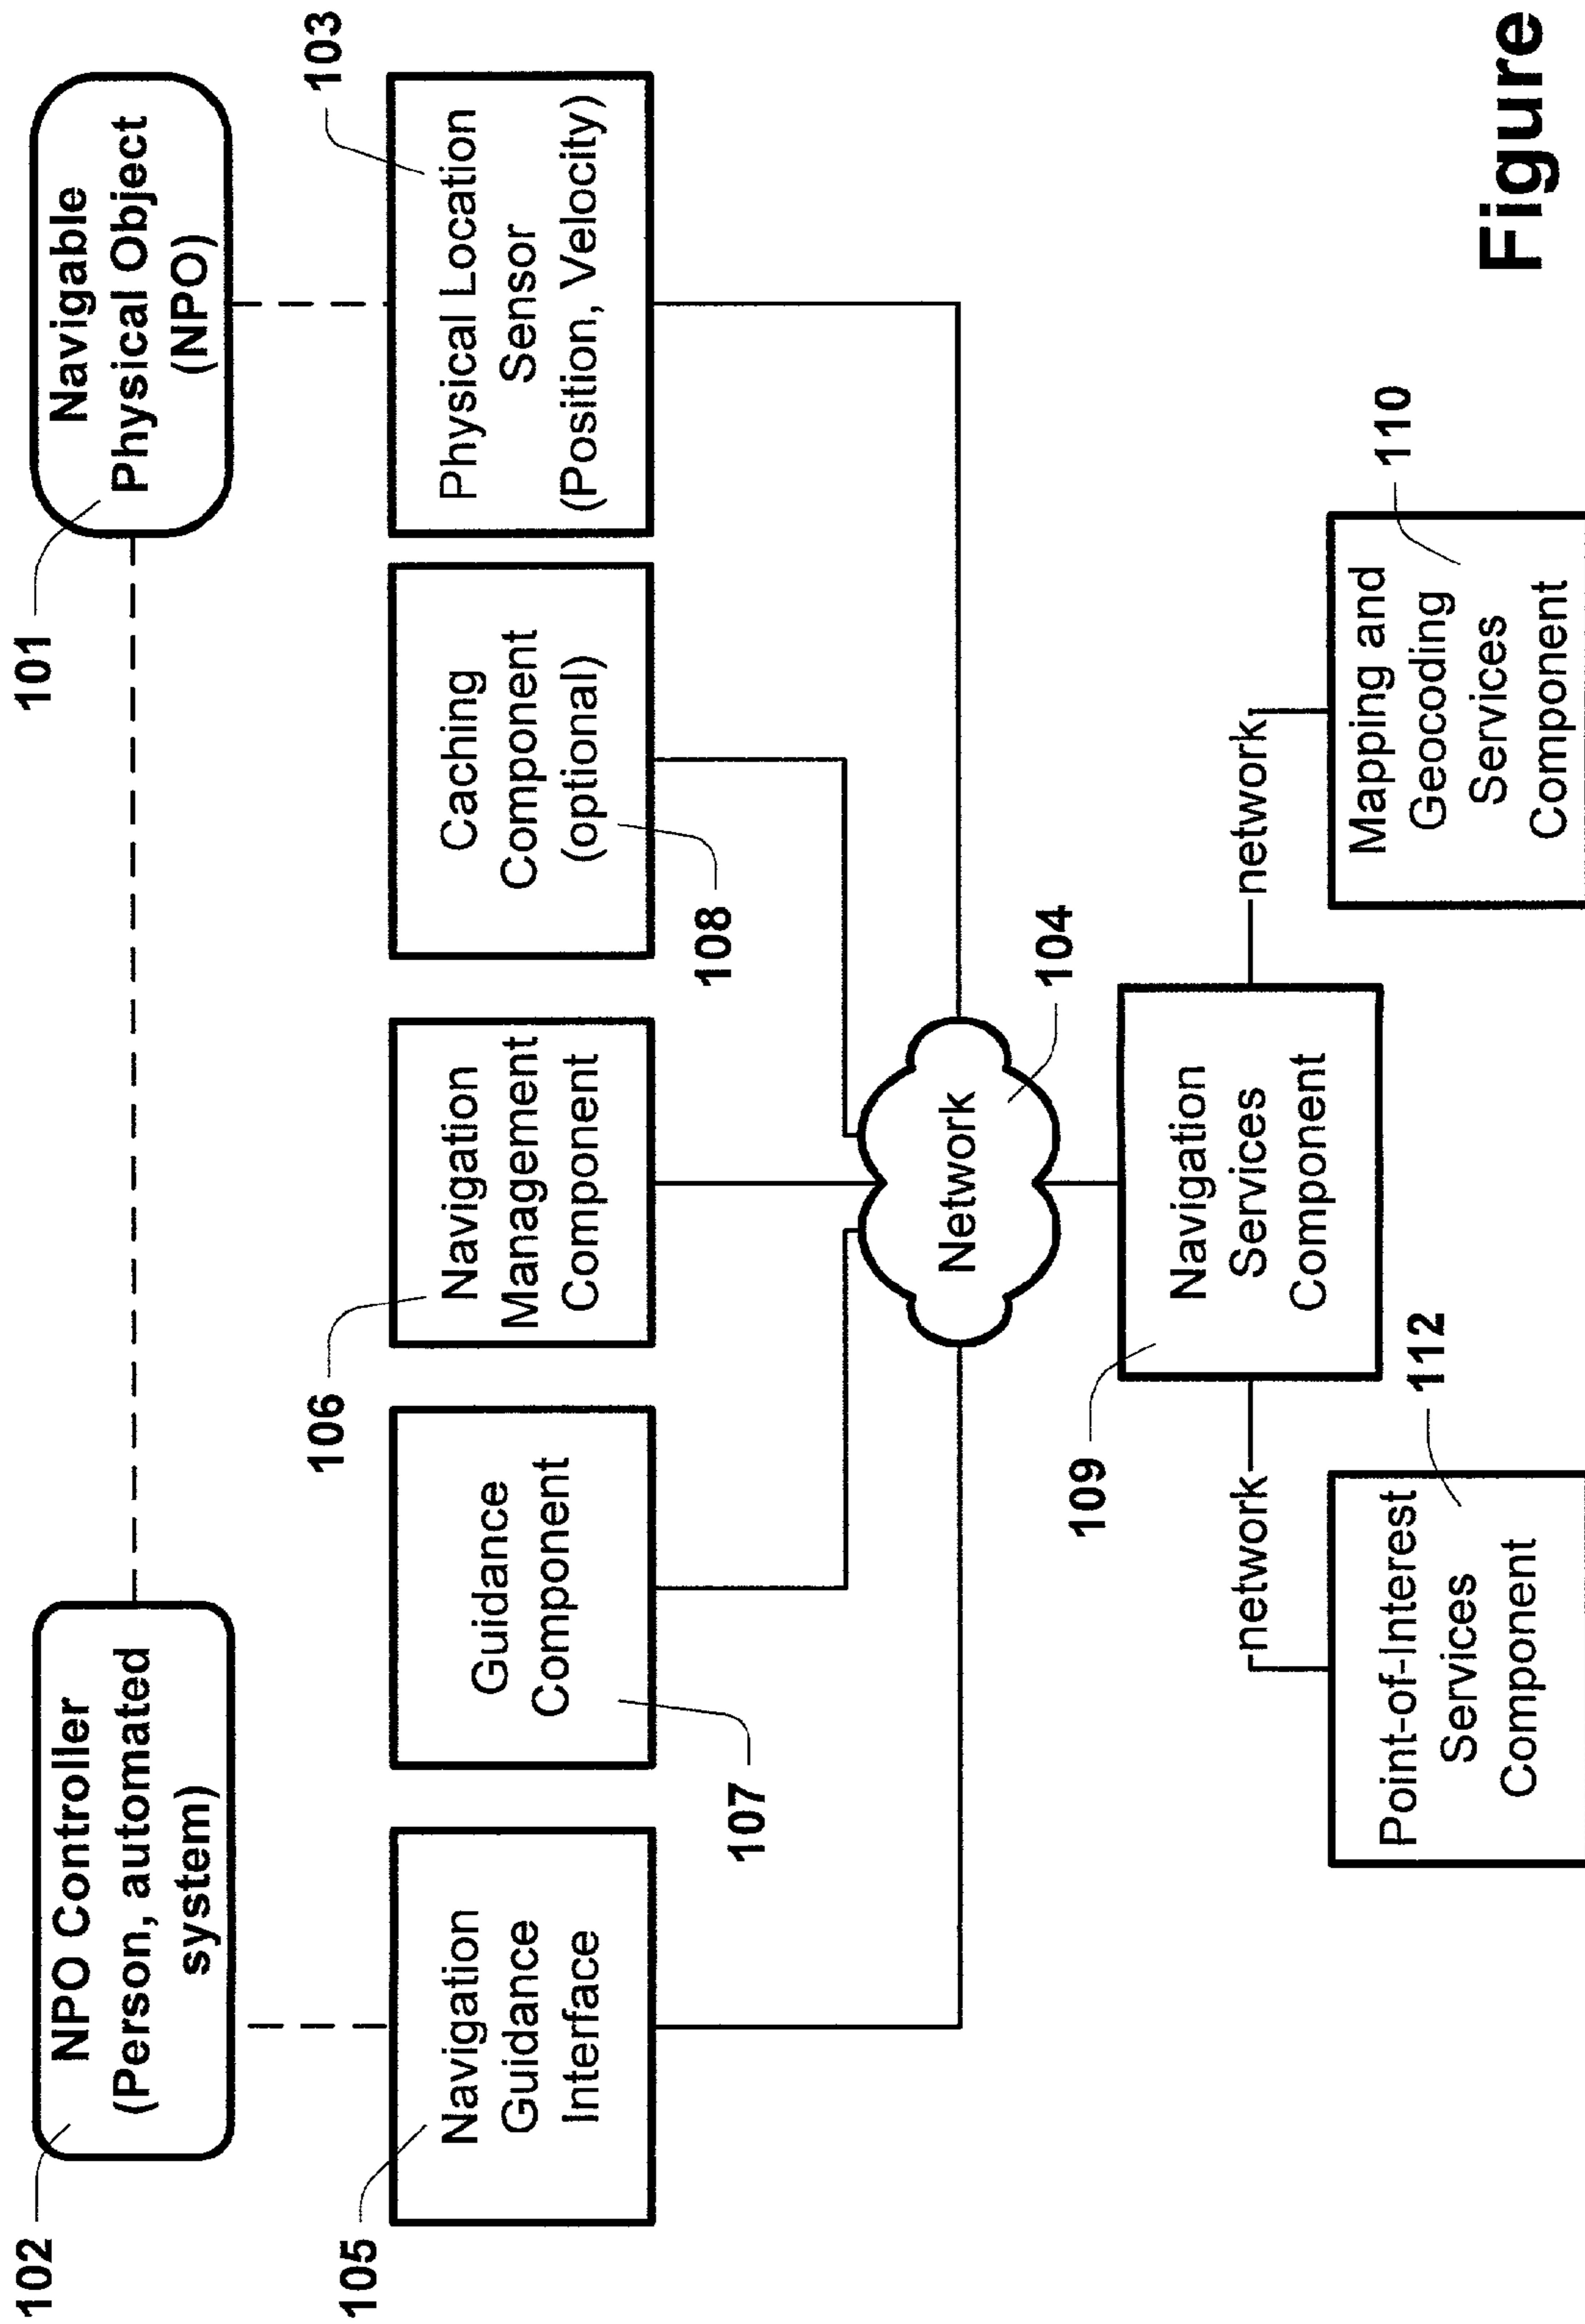 102
NPO Controller
(Person, automated
system)
101
Navigable
Physical Object
(NPO)
105
Navigation
Guidance
Interface
107
Guidance
Component
106
Navigation
Management
Component
108
Caching
Component
(optional)
103
Physical Location
Sensor
(Position, Velocity)
Network
104
109
Navigation
Services
Component
network
network
112
Point-of-Interest
Services
Component
110
Mapping and
Geocoding
Services
Component
Figure